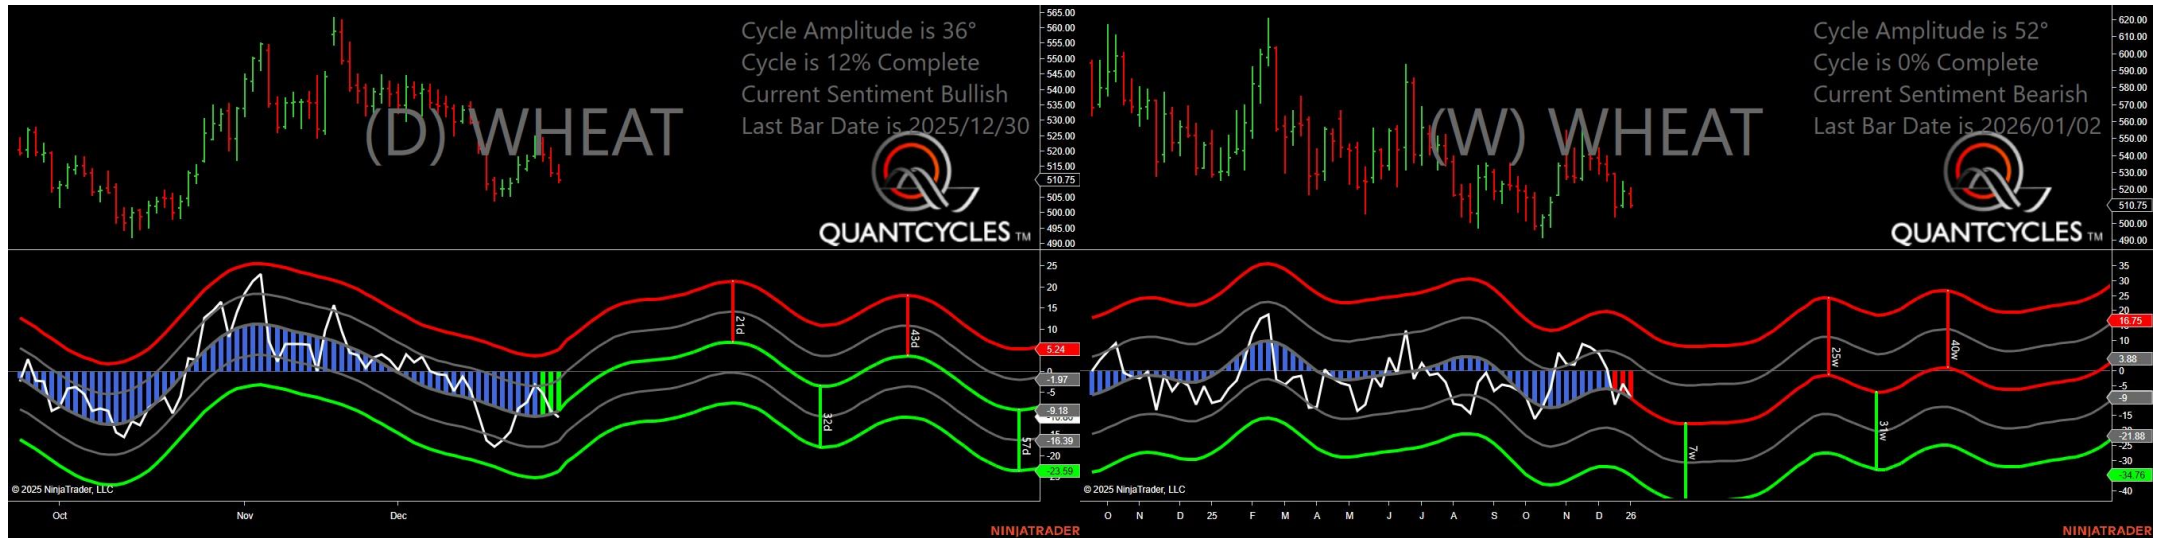 Cycle Amplitude is 36°
Cycle is 12% Complete
Current Sentiment Bullish
Last Bar Date is 2025/12/30
(D) WHEAT
QUANTCYCLES TM
565.00
560.00
555.00
550.00
545.00
540.00
535.00
530.00
525.00
520.00
515.00
510.75
505.00
500.00
495.00
490.00
25
20
15
10
5.24
0
-1.97
-5
-9.18
-15
-16.39
-20
-23.59
21d
43d
32d
57d
© 2025 NinjaTrader, LLC
Oct Nov Dec
NINJATRADER
Cycle Amplitude is 52°
Cycle is 0% Complete
Current Sentiment Bearish
Last Bar Date is 2026/01/02
(W) WHEAT
QUANTCYCLES TM
620.00
610.00
600.00
590.00
580.00
570.00
560.00
550.00
540.00
530.00
520.00
510.75
500.00
490.00
35
30
25
20
16.75
10
3.88
0
-5
-9
-15
-21.88
-25
-30
-34.76
-40
25w
40w
7w
31w
© 2025 NinjaTrader, LLC
O N D 25 F M A M J J A S O N D 26
NINJATRADER